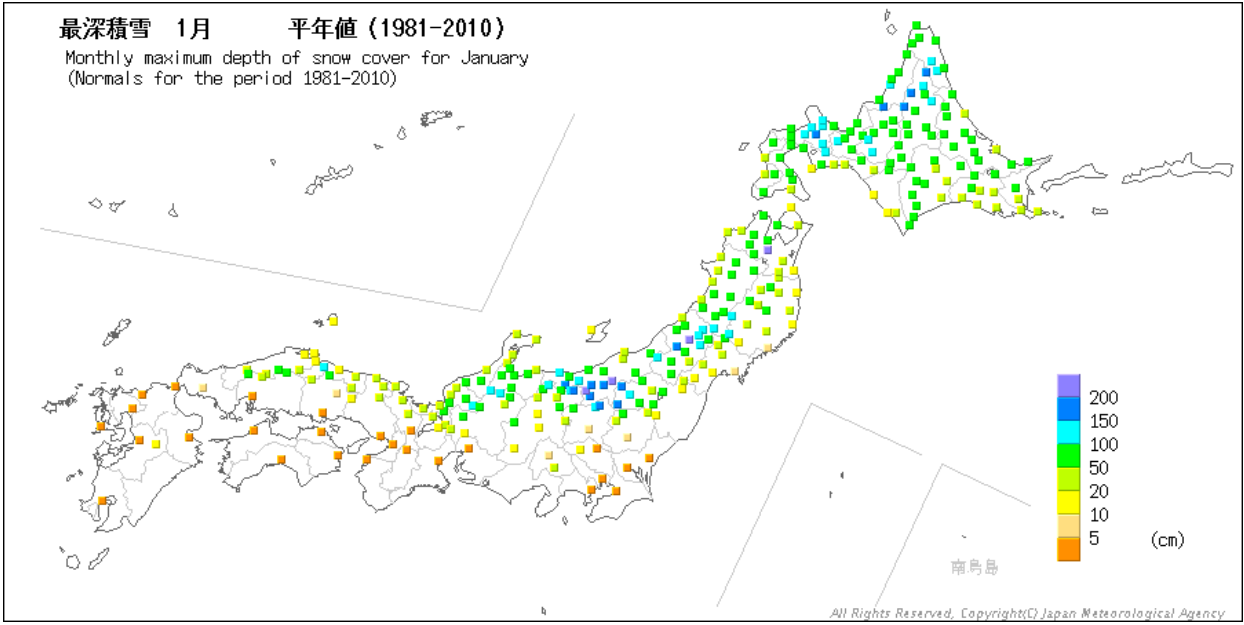 最深積雪　1月　　　平年値（1981-2010）
Monthly maximum depth of snow cover for January
(Normals for the period 1981-2010)
200
150
100
50
20
10
5
(cm)
南鳥島
All Rights Reserved, Copyright(C) Japan Meteorological Agency